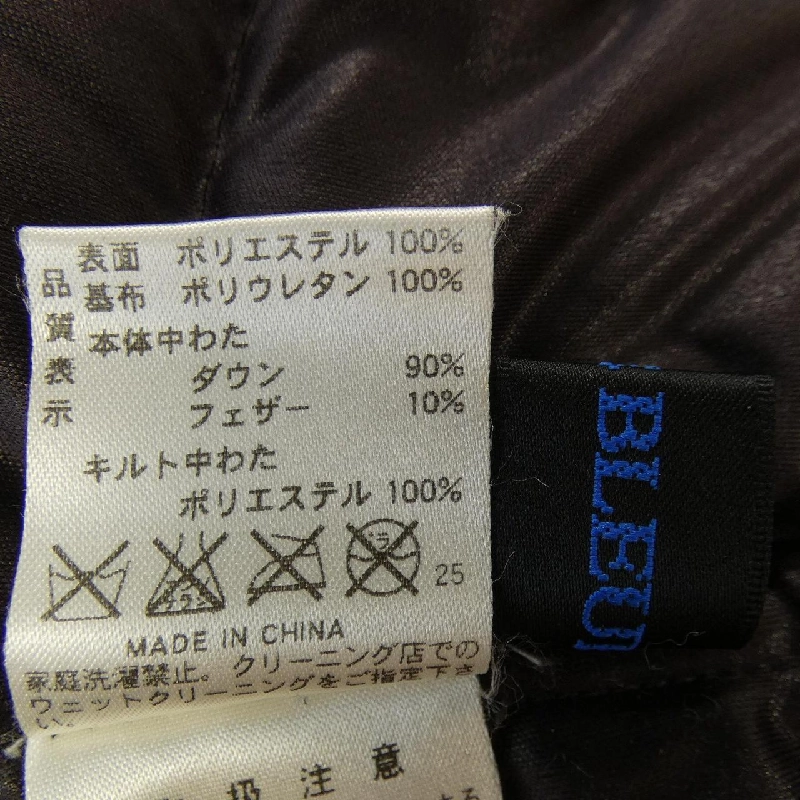 品質表示
表面 ポリエステル 100%
基布 ポリウレタン 100%
本体中わた
ダウン 90%
フェザー 10%
キルト中わた
ポリエステル 100%
25
MADE IN CHINA
家庭洗濯禁止。クリーニング店での
ウェットクリーニングをご指定下さ
い。
扱注意
BLEU